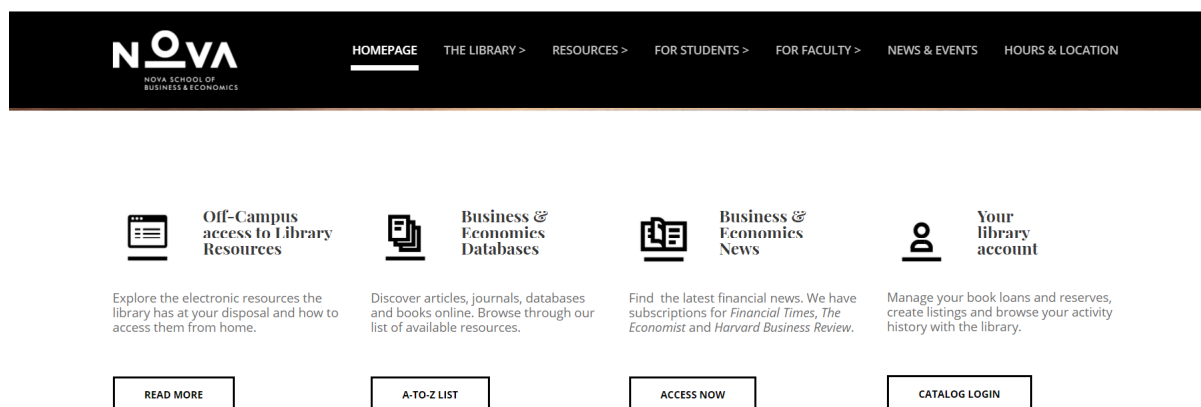 NOVA
NOVA SCHOOL OF
BUSINESS & ECONOMICS
HOMEPAGE THE LIBRARY > RESOURCES > FOR STUDENTS > FOR FACULTY > NEWS & EVENTS HOURS & LOCATION
Off-Campus
access to Library
Resources
Explore the electronic resources the
library has at your disposal and how to
access them from home.
READ MORE
Business &
Economics
Databases
Discover articles, journals, databases
and books online. Browse through our
list of available resources.
A-TO-Z LIST
Business &
Economics
News
Find the latest financial news. We have
subscriptions for Financial Times, The
Economist and Harvard Business Review.
ACCESS NOW
Your
library
account
Manage your book loans and reserves,
create listings and browse your activity
history with the library.
CATALOG LOGIN